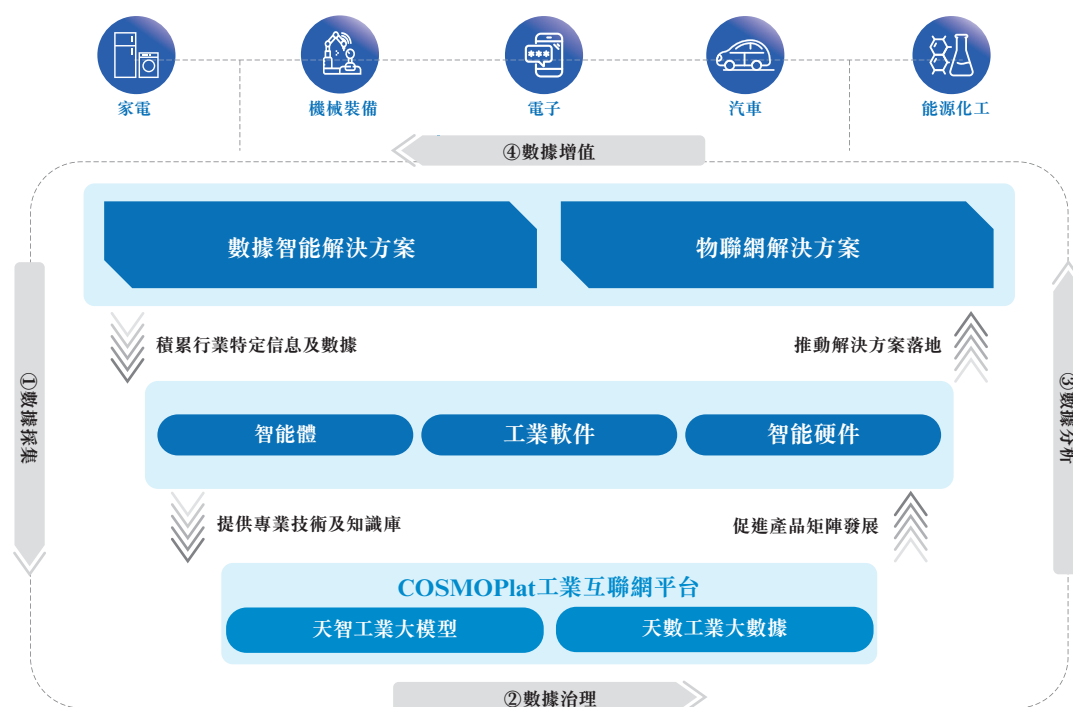 家電
機械裝備
電子
汽車
能源化工
④數據增值
數據智能解決方案
物聯網解決方案
積累行業特定信息及數據
推動解決方案落地
①數據採集
③數據分析
智能體
工業軟件
智能硬件
提供專業技術及知識庫
促進產品矩陣發展
COSMOPlat工業互聯網平台
天智工業大模型
天數工業大數據
②數據治理